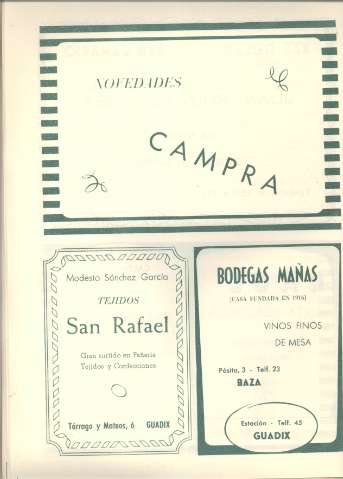 NOVEDADES
CAMPRA
Modesto Sánchez García
TEJIDOS
San Rafael
Gran surtido en Pañería
Tejidos y Confecciones
Tárrago y Mateos, 6 GUADIX
BODEGAS MAÑAS
(CASA FUNDADA EN 1916)
VINOS FINOS
DE MESA
Pósito, 3 - Telf. 23
BAZA
Estación - Telf. 45
GUADIX